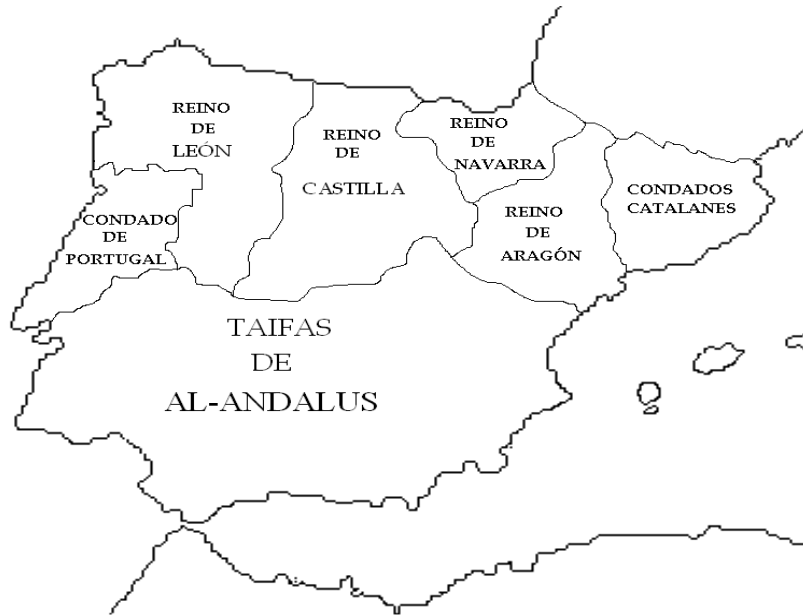 REINO
DE
LEÓN
REINO
DE
CASTILLA
REINO
DE
NAVARRA
CONDADOS
CATALANES
CONDADO
DE
PORTUGAL
REINO
DE
ARAGÓN
TAIFAS
DE
AL-ANDALUS